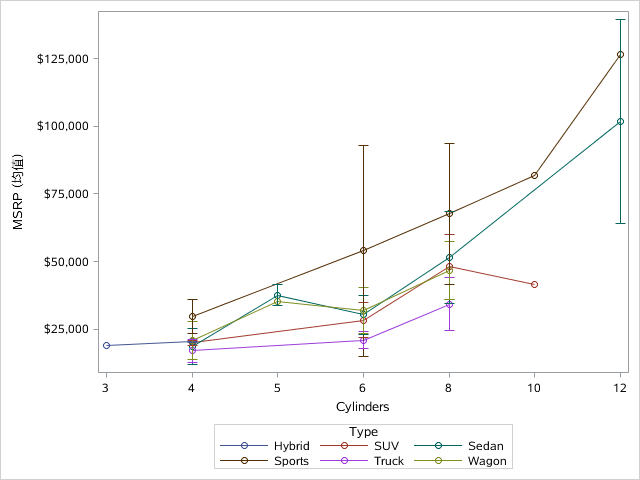 $125,000
$100,000
$75,000
$50,000
$25,000
MSRP (均值)
3 4 5 6 8 10 12
Cylinders
Type
Hybrid SUV Sedan
Sports Truck Wagon